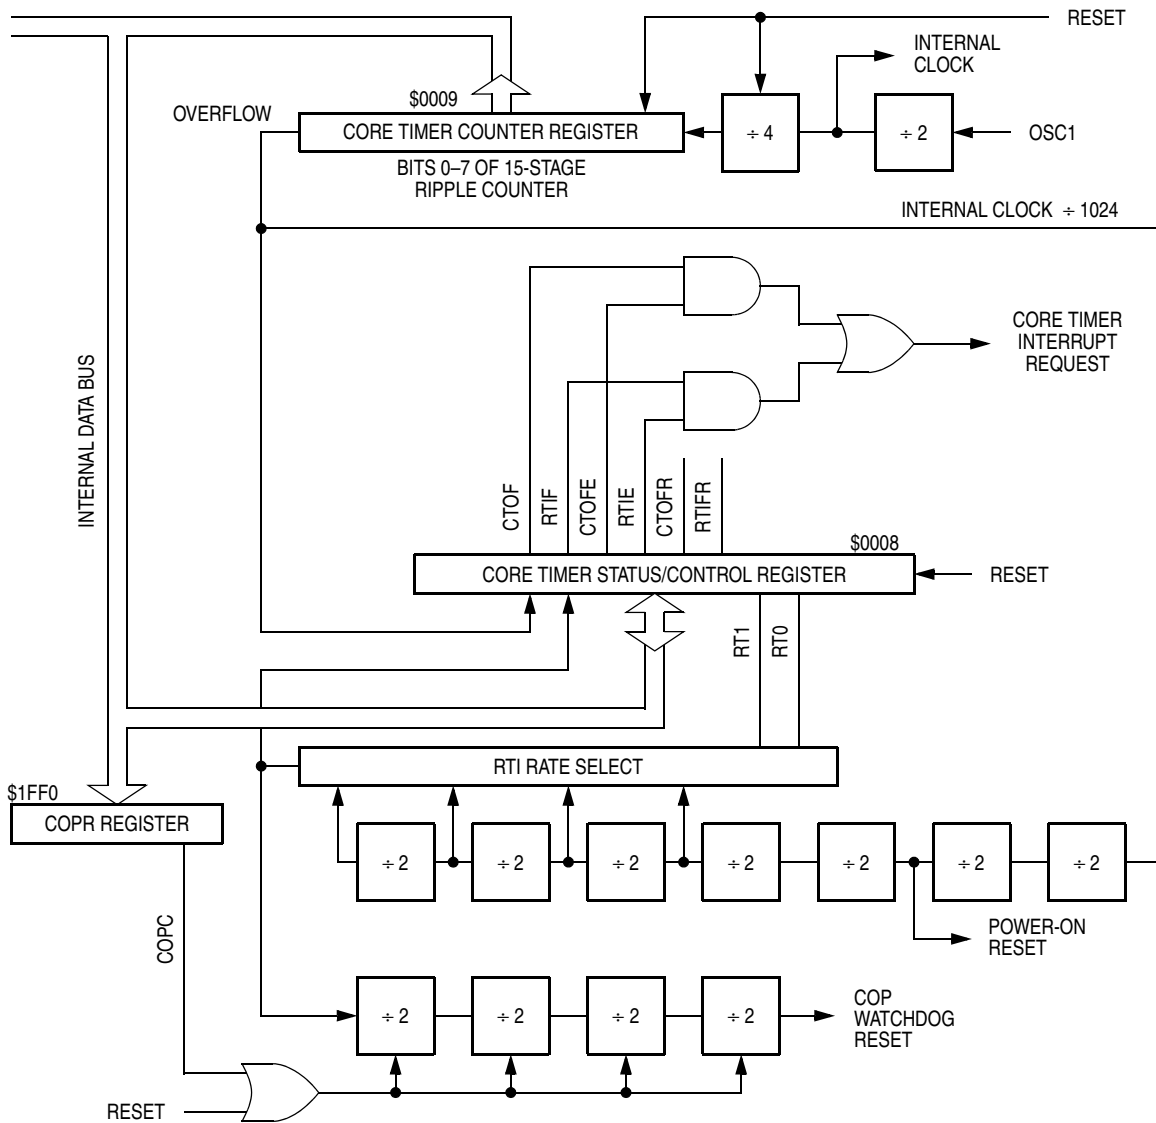 RESET
INTERNAL
CLOCK
$0009
OVERFLOW
CORE TIMER COUNTER REGISTER
÷ 4
÷ 2
OSC1
BITS 0–7 OF 15-STAGE
RIPPLE COUNTER
INTERNAL CLOCK ÷ 1024
CORE TIMER
INTERRUPT
REQUEST
INTERNAL DATA BUS
CTOF
RTIF
CTOFE
RTIE
CTOFR
RTIFR
$0008
CORE TIMER STATUS/CONTROL REGISTER
RESET
RT1
RT0
RTI RATE SELECT
$1FF0
COPR REGISTER
÷ 2
÷ 2
÷ 2
÷ 2
÷ 2
÷ 2
÷ 2
POWER-ON
RESET
COPC
÷ 2
÷ 2
÷ 2
÷ 2
COP
WATCHDOG
RESET
RESET